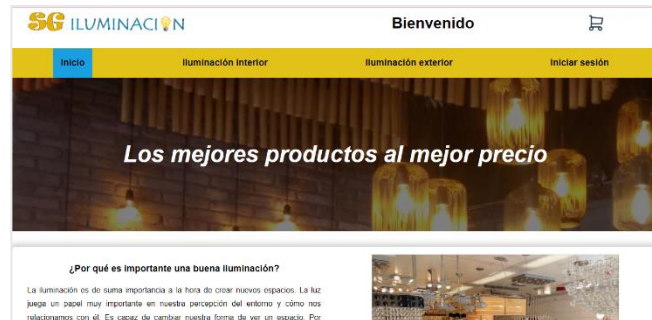 SG ILUMINACIÓN
Bienvenido
Inicio
Iluminación interior
Iluminación exterior
Iniciar sesión
Los mejores productos al mejor precio
¿Por qué es importante una buena iluminación?
La iluminación es de suma importancia a la hora de crear nuevos espacios. La luz
juega un papel muy importante en nuestra percepción del entorno y cómo nos
relacionamos con él. Es capaz de cambiar nuestra forma de ver un espacio. Por